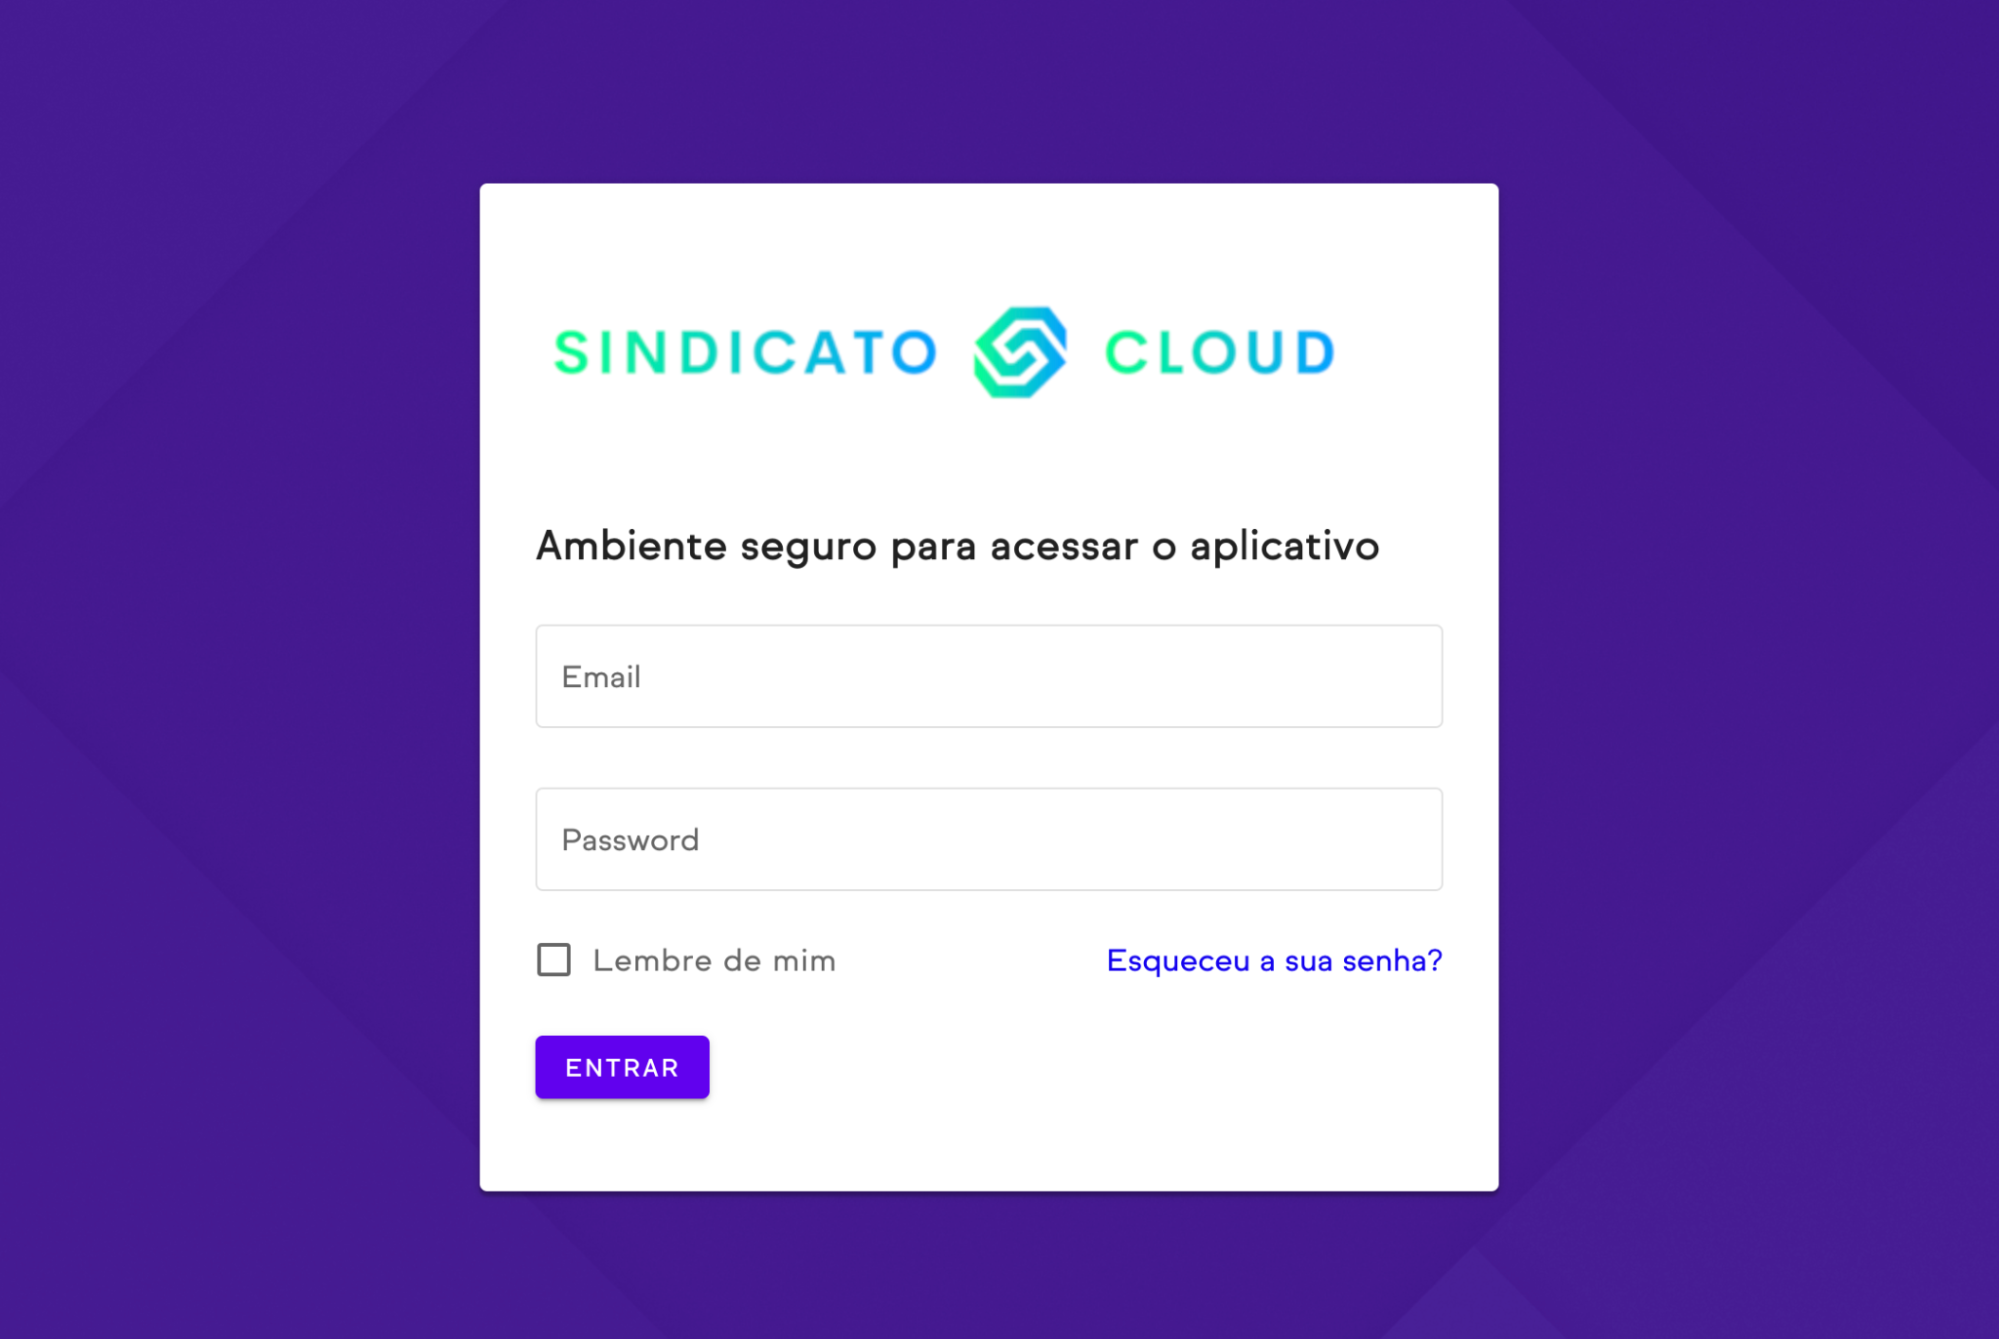 SINDICATO CLOUD
Ambiente seguro para acessar o aplicativo
Email
Password
Lembre de mim Esqueceu a sua senha?
ENTRAR